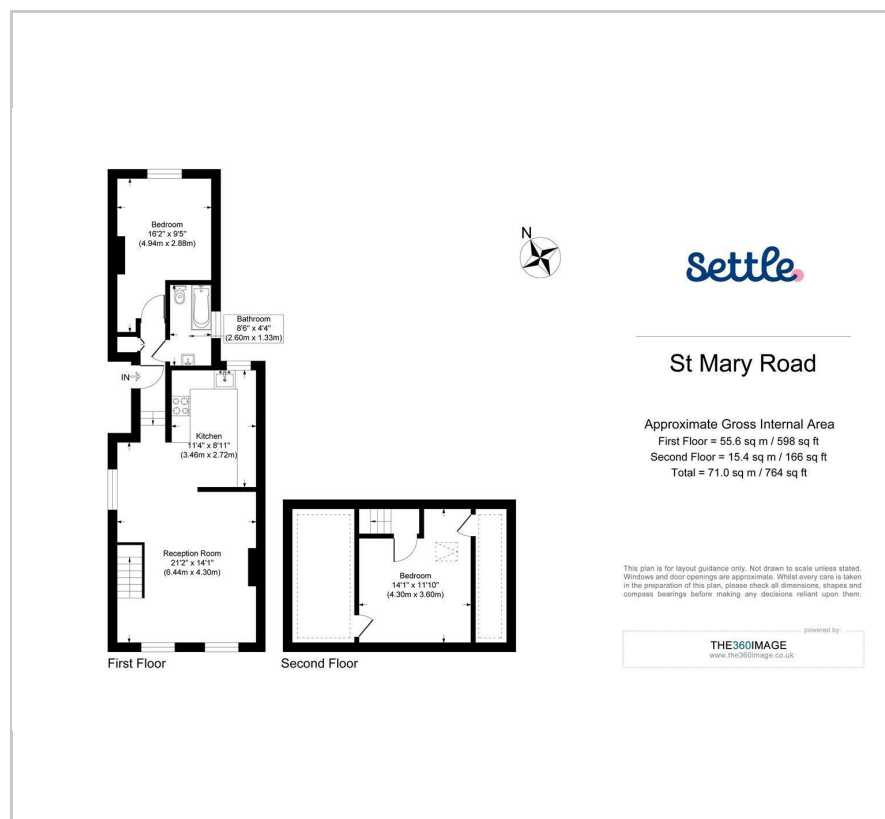 Bedroom
16'2" x 9'5"
(4.94m x 2.88m)
Bathroom
8'6" x 4'4"
(2.60m x 1.33m)
IN
Kitchen
11'4" x 8'11"
(3.46m x 2.72m)
Reception Room
21'2" x 14'1"
(6.44m x 4.30m)
First Floor
Bedroom
14'1" x 11'10"
(4.30m x 3.60m)
Second Floor
N
settle
St Mary Road
Approximate Gross Internal Area
First Floor = 55.6 sq m / 598 sq ft
Second Floor = 15.4 sq m / 166 sq ft
Total = 71.0 sq m / 764 sq ft
This plan is for layout guidance only. Not drawn to scale unless stated.
Windows and door openings are approximate. Whilst every care is taken
in the preparation of this plan, please check all dimensions, shapes and
compass bearings before making any decisions reliant upon them.
powered by:
THE360IMAGE
www.the360image.co.uk